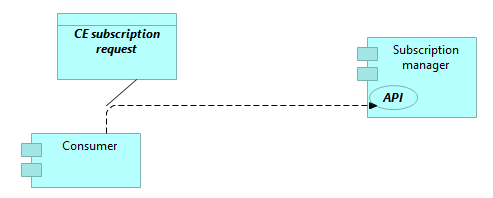 CE subscription
request
Subscription
manager
API
Consumer